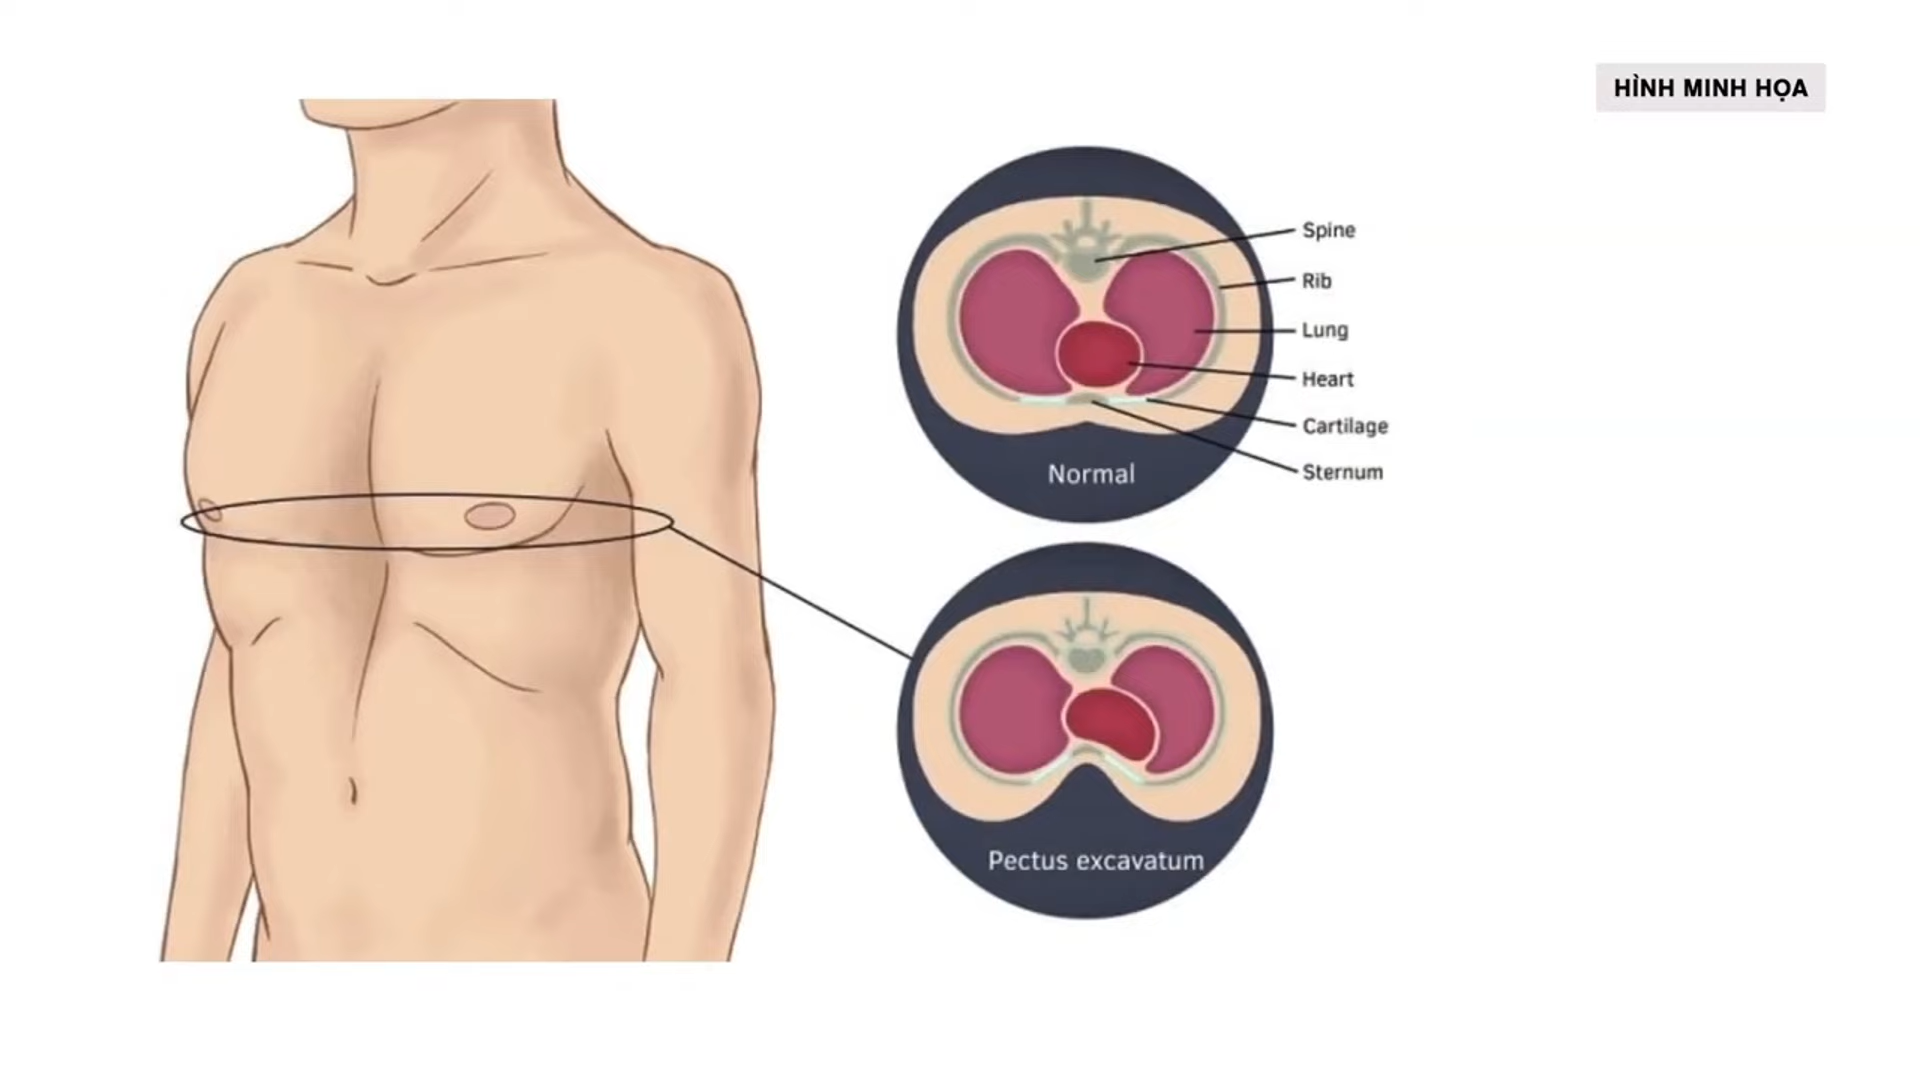 HÌNH MINH HỌA
Spine
Rib
Lung
Heart
Cartilage
Sternum
Normal
Pectus excavatum